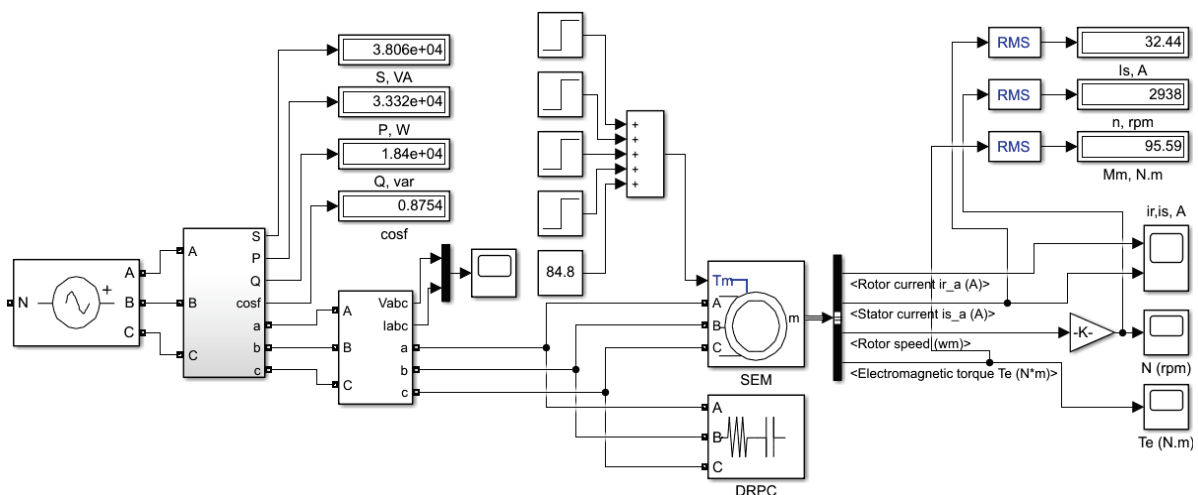 3.806e+04
S, VA
3.332e+04
P, W
1.84e+04
Q, var
0.8754
cosf
N
+
A
B
C
A
B
C
S
P
Q
cosf
a
b
c
A
B
C
Vabc
Iabc
a
b
c
+
+
+
+
+
84.8
Tm
A
B
C
m
SEM
A
B
C
DRPC
RMS
32.44
Is, A
RMS
2938
n, rpm
RMS
95.59
Mm, N.m
ir,is, A
<Rotor current ir_a (A)>
<Stator current is_a (A)>
<Rotor speed (wm)>
<Electromagnetic torque Te (N*m)>
-K-
N (rpm)
Te (N.m)